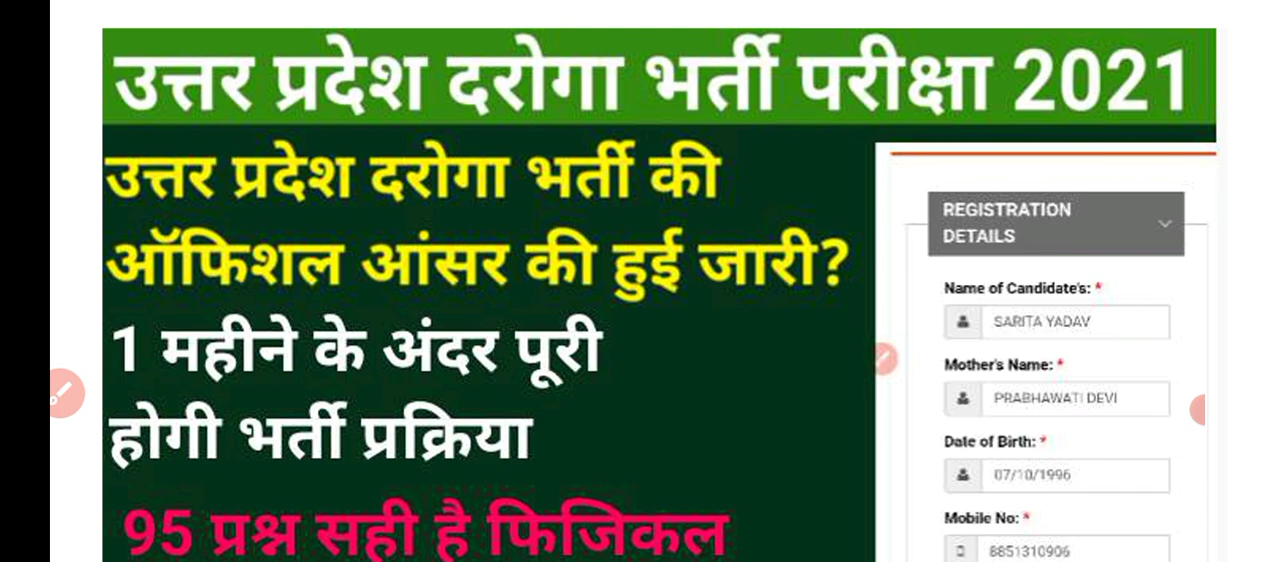 उत्तर प्रदेश दरोगा भर्ती परीक्षा 2021
उत्तर प्रदेश दरोगा भर्ती की
ऑफिशल आंसर की हुई जारी?
1 महीने के अंदर पूरी
होगी भर्ती प्रक्रिया
95 प्रश्न सही है फिजिकल
REGISTRATION
DETAILS
Name of Candidate's: *
SARITA YADAV
Mother's Name: *
PRABHAWATI DEVI
Date of Birth: *
07/10/1996
Mobile No: *
8851310906